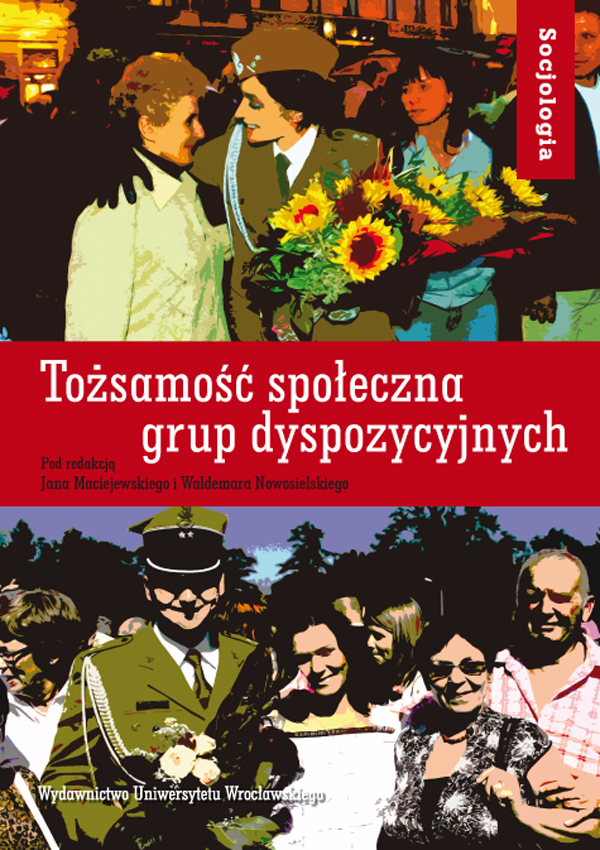 Socjologia
Tożsamość społeczna
grup dyspozycyjnych
Pod redakcją
Jana Maciejewskiego i Waldemara Nowosielskiego
Wydawnictwo Uniwersytetu Wrocławskiego